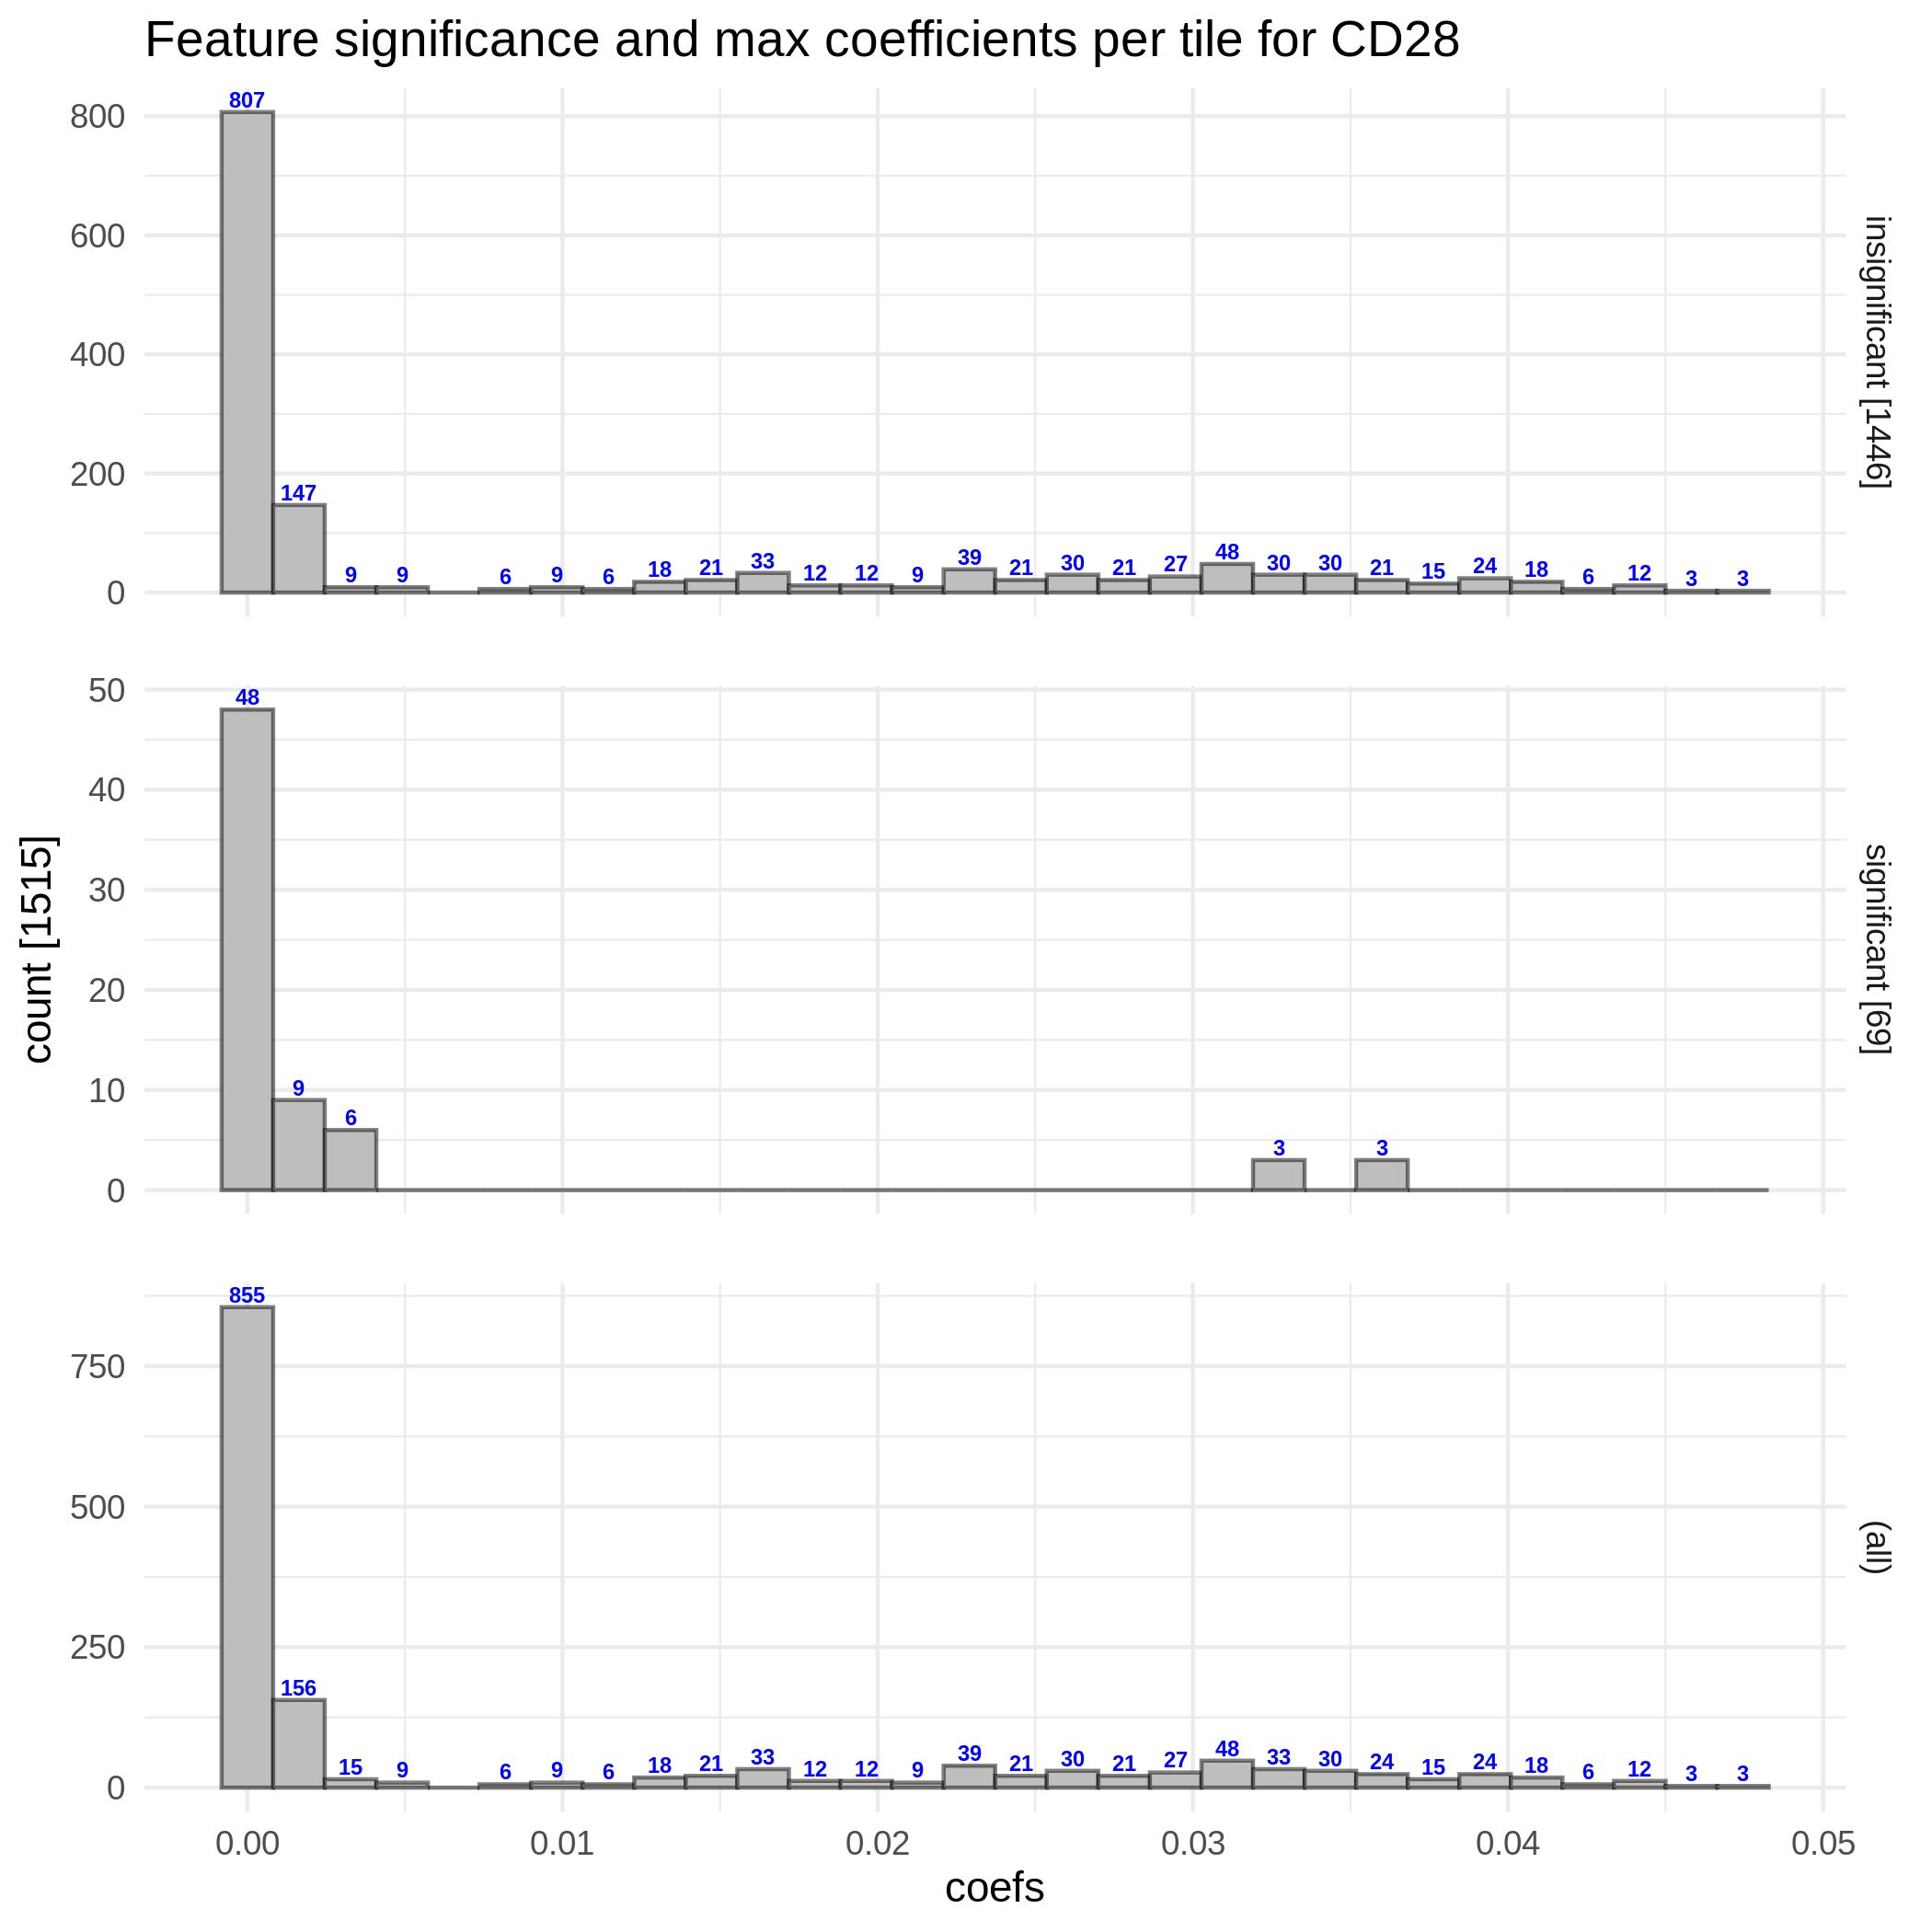 Feature significance and max coefficients per tile for CD28
807
800
600
400
200
147
9 9 6 9 6 18 21 33 12 12 9 39 21 30 21 27 48 30 30 21 15 24 18 6 12 3 3
0
insignificant [1446]
50
48
40
30
20
10
9
6
3 3
0
significant [69]
count [1515]
855
750
500
250
156
15 9 6 9 6 18 21 33 12 12 9 39 21 30 21 27 48 33 30 24 15 24 18 6 12 3 3
0
(all)
0.00 0.01 0.02 0.03 0.04 0.05
coefs